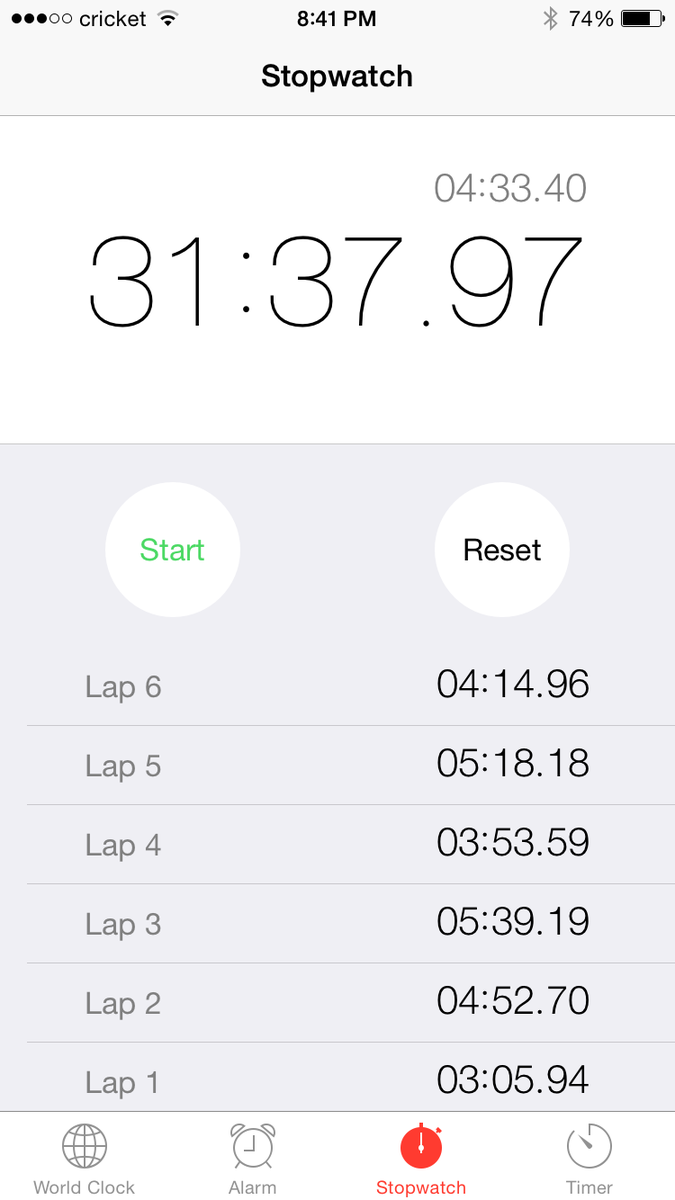 cricket 8:41 PM 74%
Stopwatch
04:33.40
31:37.97
Start Reset
Lap 6 04:14.96
Lap 5 05:18.18
Lap 4 03:53.59
Lap 3 05:39.19
Lap 2 04:52.70
Lap 1 03:05.94
World Clock Alarm Stopwatch Timer